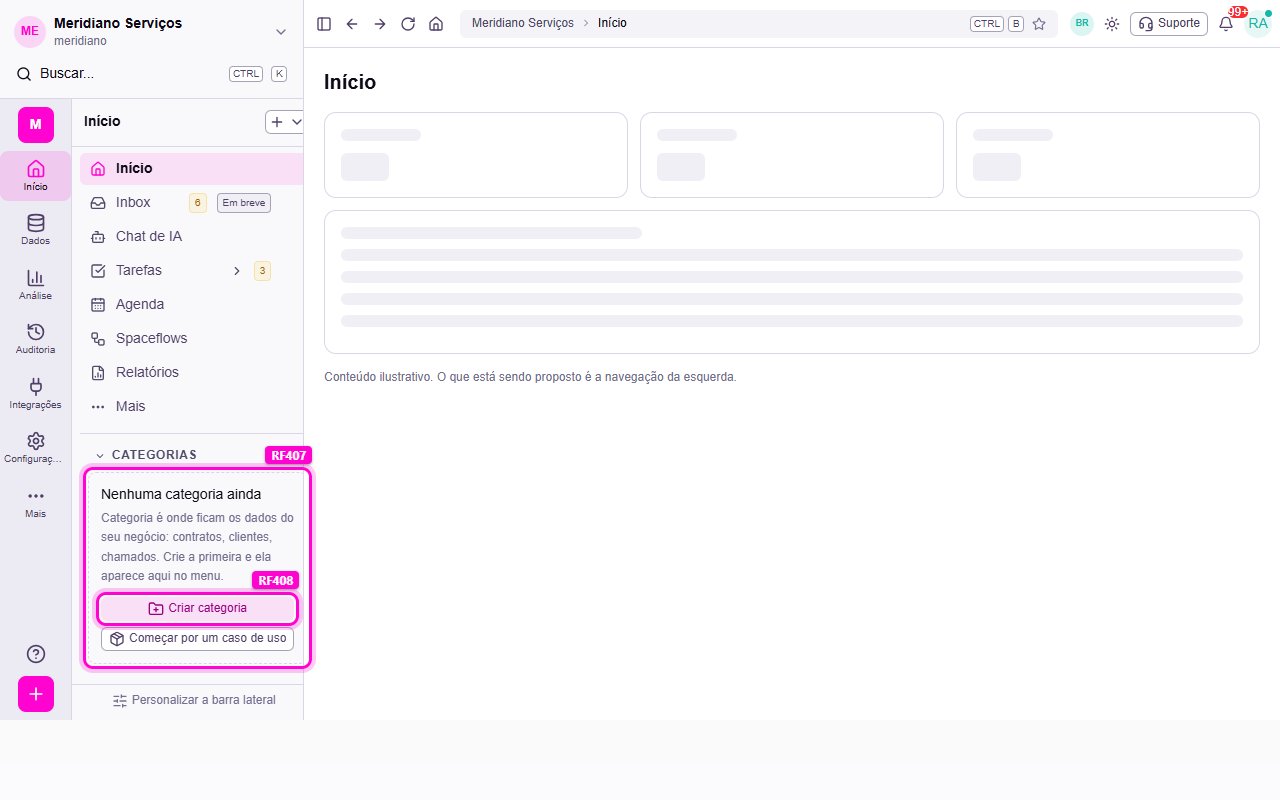 ME
Meridiano Serviços
meridiano
Buscar...
CTRL
K
Meridiano Serviços
Início
CTRL
B
BR
Suporte
99+
RA
M
Início
Dados
Análise
Auditoria
Integrações
Configuraç...
Mais
Início
Início
Inbox
6
Em breve
Chat de IA
Tarefas
3
Agenda
Spaceflows
Relatórios
Mais
CATEGORIAS
RF407
Nenhuma categoria ainda
Categoria é onde ficam os dados do
seu negócio: contratos, clientes,
chamados. Crie a primeira e ela
aparece aqui no menu.
RF408
Criar categoria
Começar por um caso de uso
Personalizar a barra lateral
Início
Conteúdo ilustrativo. O que está sendo proposto é a navegação da esquerda.